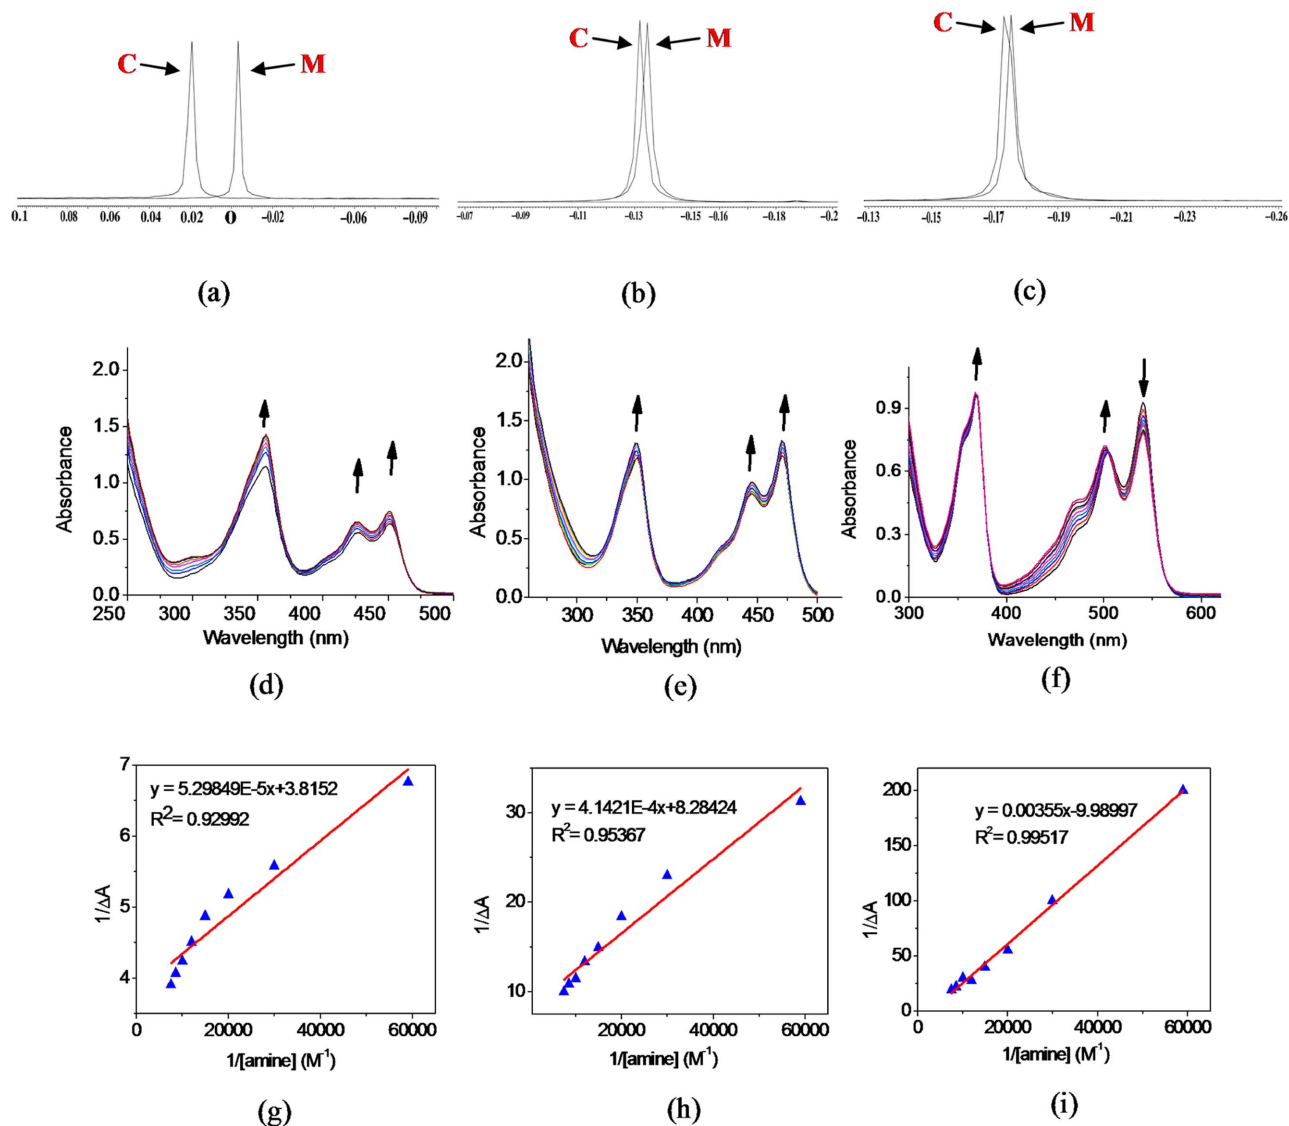 C M
0.1 0.08 0.06 0.04 0.02 0 -0.02 -0.06 -0.09
(a)
C M
-0.07 -0.09 -0.11 -0.13 -0.15 -0.16 -0.18 -0.2
(b)
C M
-0.13 -0.15 -0.17 -0.19 -0.21 -0.23 -0.26
(c)
Absorbance
2.0
1.5
1.0
0.5
0.0
250 300 350 400 450 500
Wavelength (nm)
(d)
Absorbance
2.0
1.5
1.0
0.5
0.0
300 350 400 450 500
Wavelength (nm)
(e)
Absorbance
0.9
0.6
0.3
0.0
300 400 500 600
Wavelength (nm)
(f)
1/ΔA
7
6
5
4
y = 5.29849E-5x+3.8152
R²= 0.92992
0 20000 40000 60000
1/[amine] (M⁻¹)
(g)
1/ΔA
30
20
10
y = 4.1421E-4x+8.28424
R²= 0.95367
20000 40000 60000
1/[amine] (M⁻¹)
(h)
1/ΔA
200
150
100
50
0
y = 0.00355x-9.98997
R²= 0.99517
0 20000 40000 60000
1/[amine] (M⁻¹)
(i)